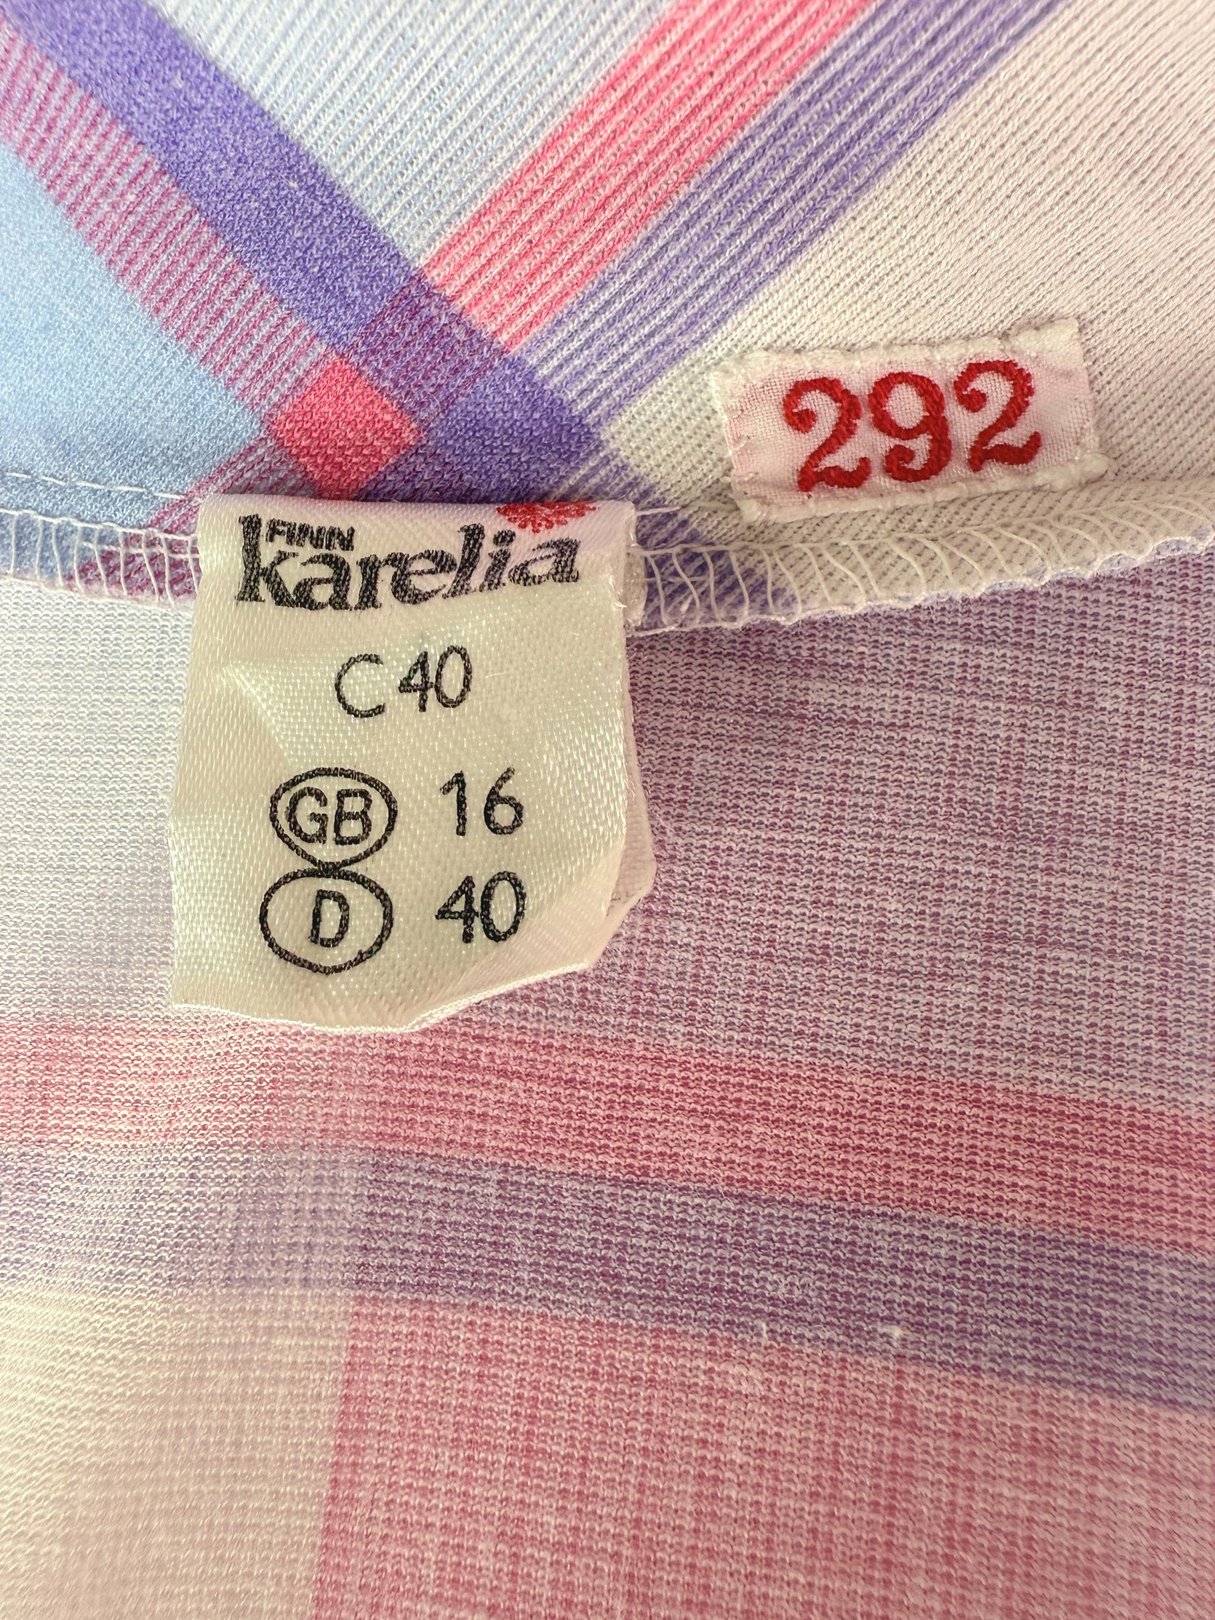 292
FINN
karelia
C 40
GB 16
D 40